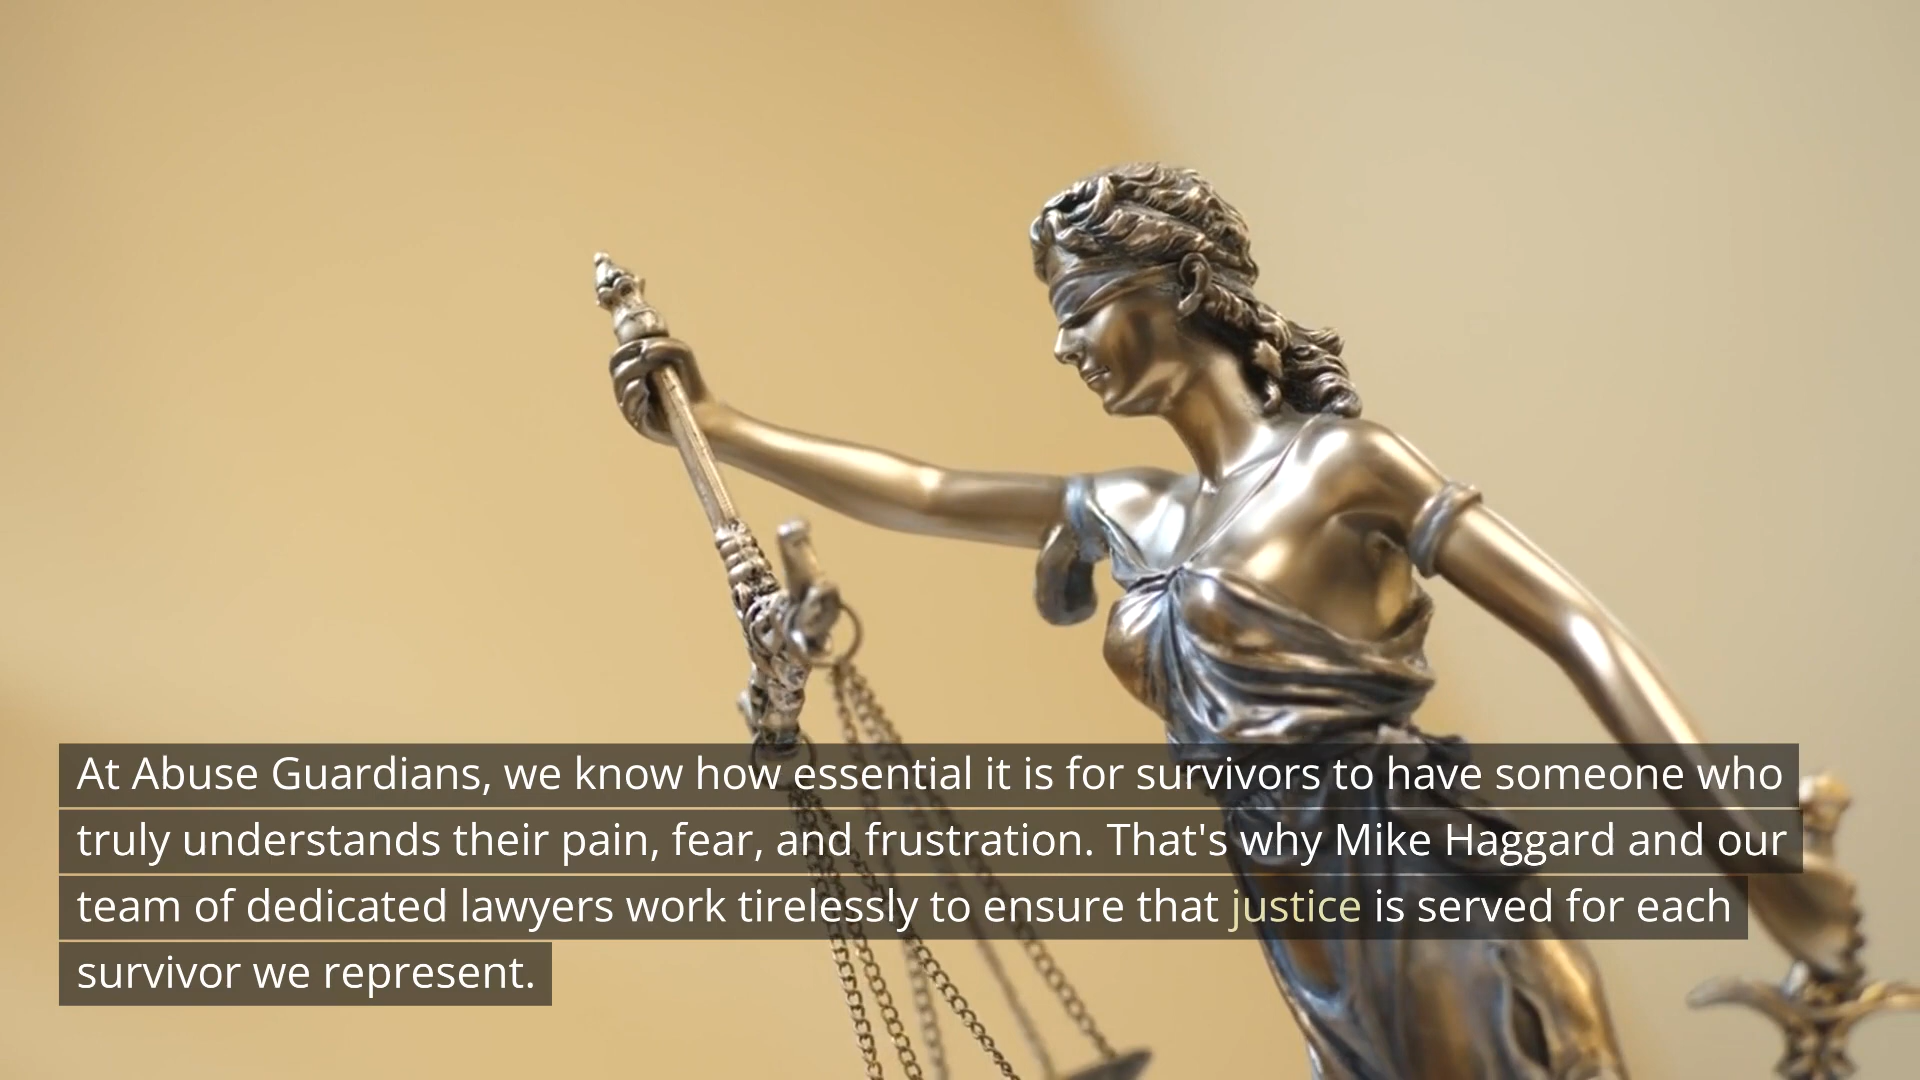 At Abuse Guardians, we know how essential it is for survivors to have someone who
truly understands their pain, fear, and frustration. That's why Mike Haggard and our
team of dedicated lawyers work tirelessly to ensure that justice is served for each
survivor we represent.